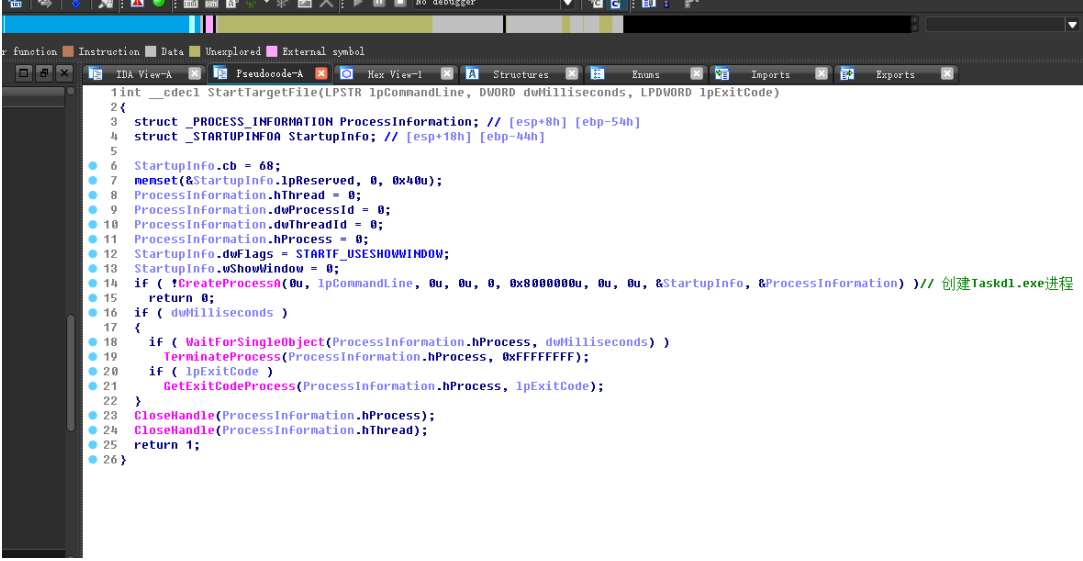 No debugger
r function Instruction Data Unexplored External symbol
IDA View-A Pseudocode-A Hex View-1 Structures Enums Imports Exports
1 int __cdecl StartTargetFile(LPSTR lpCommandLine, DWORD dwMilliseconds, LPDWORD lpExitCode)
2 {
3 struct _PROCESS_INFORMATION ProcessInformation; // [esp+8h] [ebp-54h]
4 struct _STARTUPINFOA StartupInfo; // [esp+18h] [ebp-44h]
5
6 StartupInfo.cb = 68;
7 memset(&StartupInfo.lpReserved, 0, 0x40u);
8 ProcessInformation.hThread = 0;
9 ProcessInformation.dwProcessId = 0;
10 ProcessInformation.dwThreadId = 0;
11 ProcessInformation.hProcess = 0;
12 StartupInfo.dwFlags = STARTF_USESHOWWINDOW;
13 StartupInfo.wShowWindow = 0;
14 if ( !CreateProcessA(0u, lpCommandLine, 0u, 0u, 0, 0x8000000u, 0u, 0u, &StartupInfo, &ProcessInformation) )// 创建Taskdl.exe进程
15 return 0;
16 if ( dwMilliseconds )
17 {
18 if ( WaitForSingleObject(ProcessInformation.hProcess, dwMilliseconds) )
19 TerminateProcess(ProcessInformation.hProcess, 0xFFFFFFFF);
20 if ( lpExitCode )
21 GetExitCodeProcess(ProcessInformation.hProcess, lpExitCode);
22 }
23 CloseHandle(ProcessInformation.hProcess);
24 CloseHandle(ProcessInformation.hThread);
25 return 1;
26 }